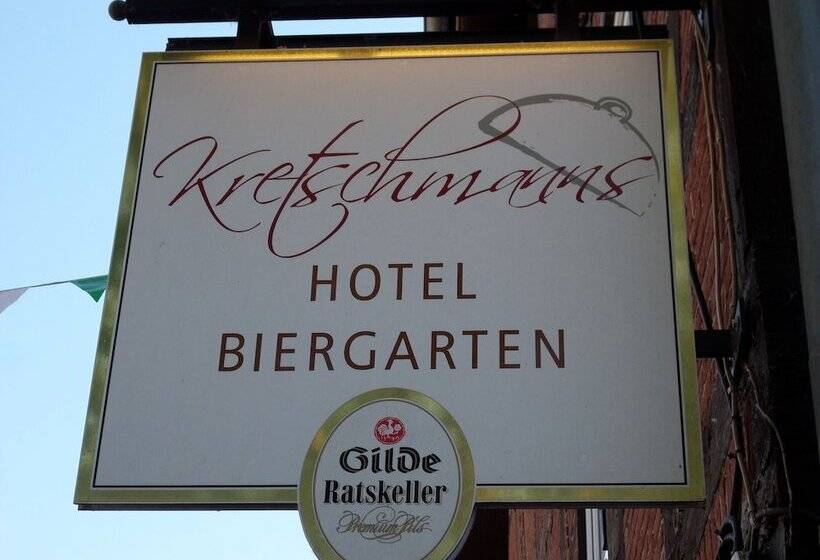 Kretschmanns
HOTEL
BIERGARTEN
Gilde
Ratskeller
Premium Pils